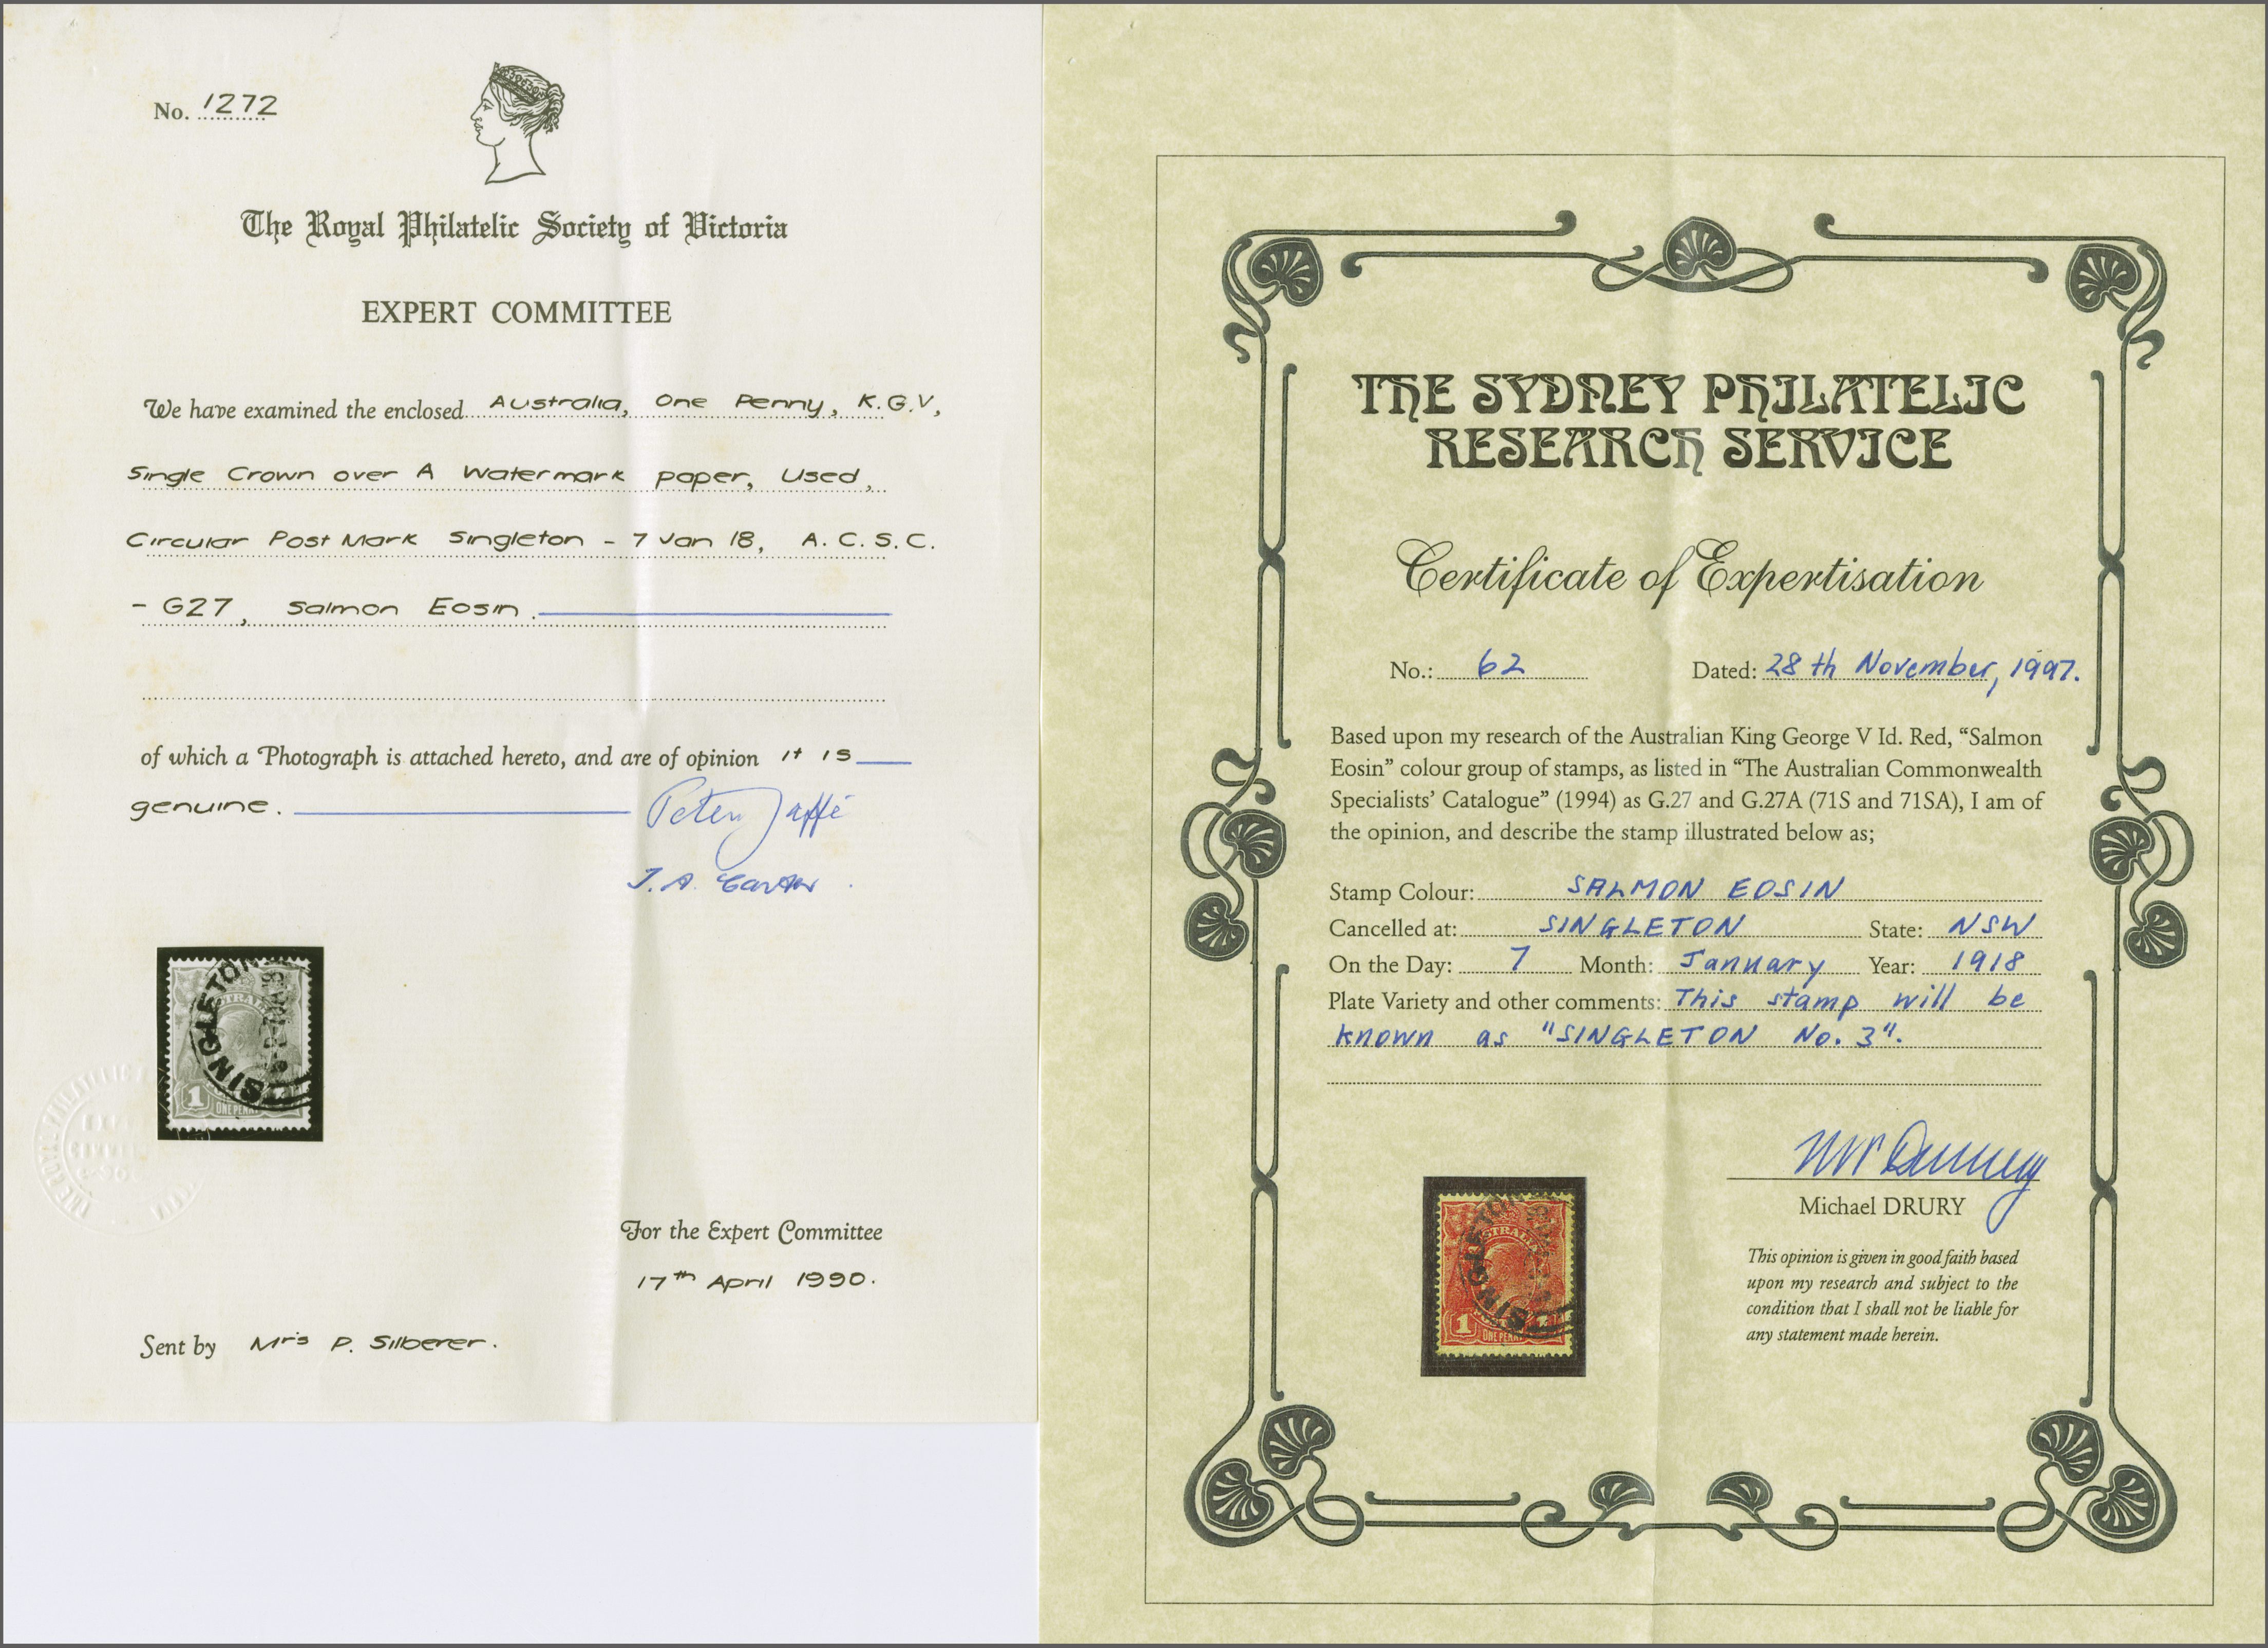 No. 1272
The Royal Philatelic Society of Victoria
EXPERT COMMITTEE
We have examined the enclosed Australia, One Penny, K.G.V,
Single Crown over A Watermark paper, Used,
Circular Post Mark Singleton - 7 Jan 18, A.C.S.C.
- G27, Salmon Eosin.
of which a Photograph is attached hereto, and are of opinion it is
genuine.
Peter Jaffé
SINGLETON
1
ONE PENNY
For the Expert Committee
17th April 1990.
Sent by Mrs P. Silberer.
THE SYDNEY PHILATELIC
RESEARCH SERVICE
Certificate of Expertisation
No.: 62 Dated: 28th November, 1997.
Based upon my research of the Australian King George V Id. Red, “Salmon
Eosin” colour group of stamps, as listed in “The Australian Commonwealth
Specialists’ Catalogue” (1994) as G.27 and G.27A (71S and 71SA), I am of
the opinion, and describe the stamp illustrated below as;
Stamp Colour: SALMON EOSIN
Cancelled at: SINGLETON State: NSW
On the Day: 7 Month: January Year: 1918
Plate Variety and other comments: This stamp will be
known as "SINGLETON No. 3".
Michael DRURY
This opinion is given in good faith based
upon my research and subject to the
condition that I shall not be liable for
any statement made herein.
SINGLETON
1
ONE PENNY